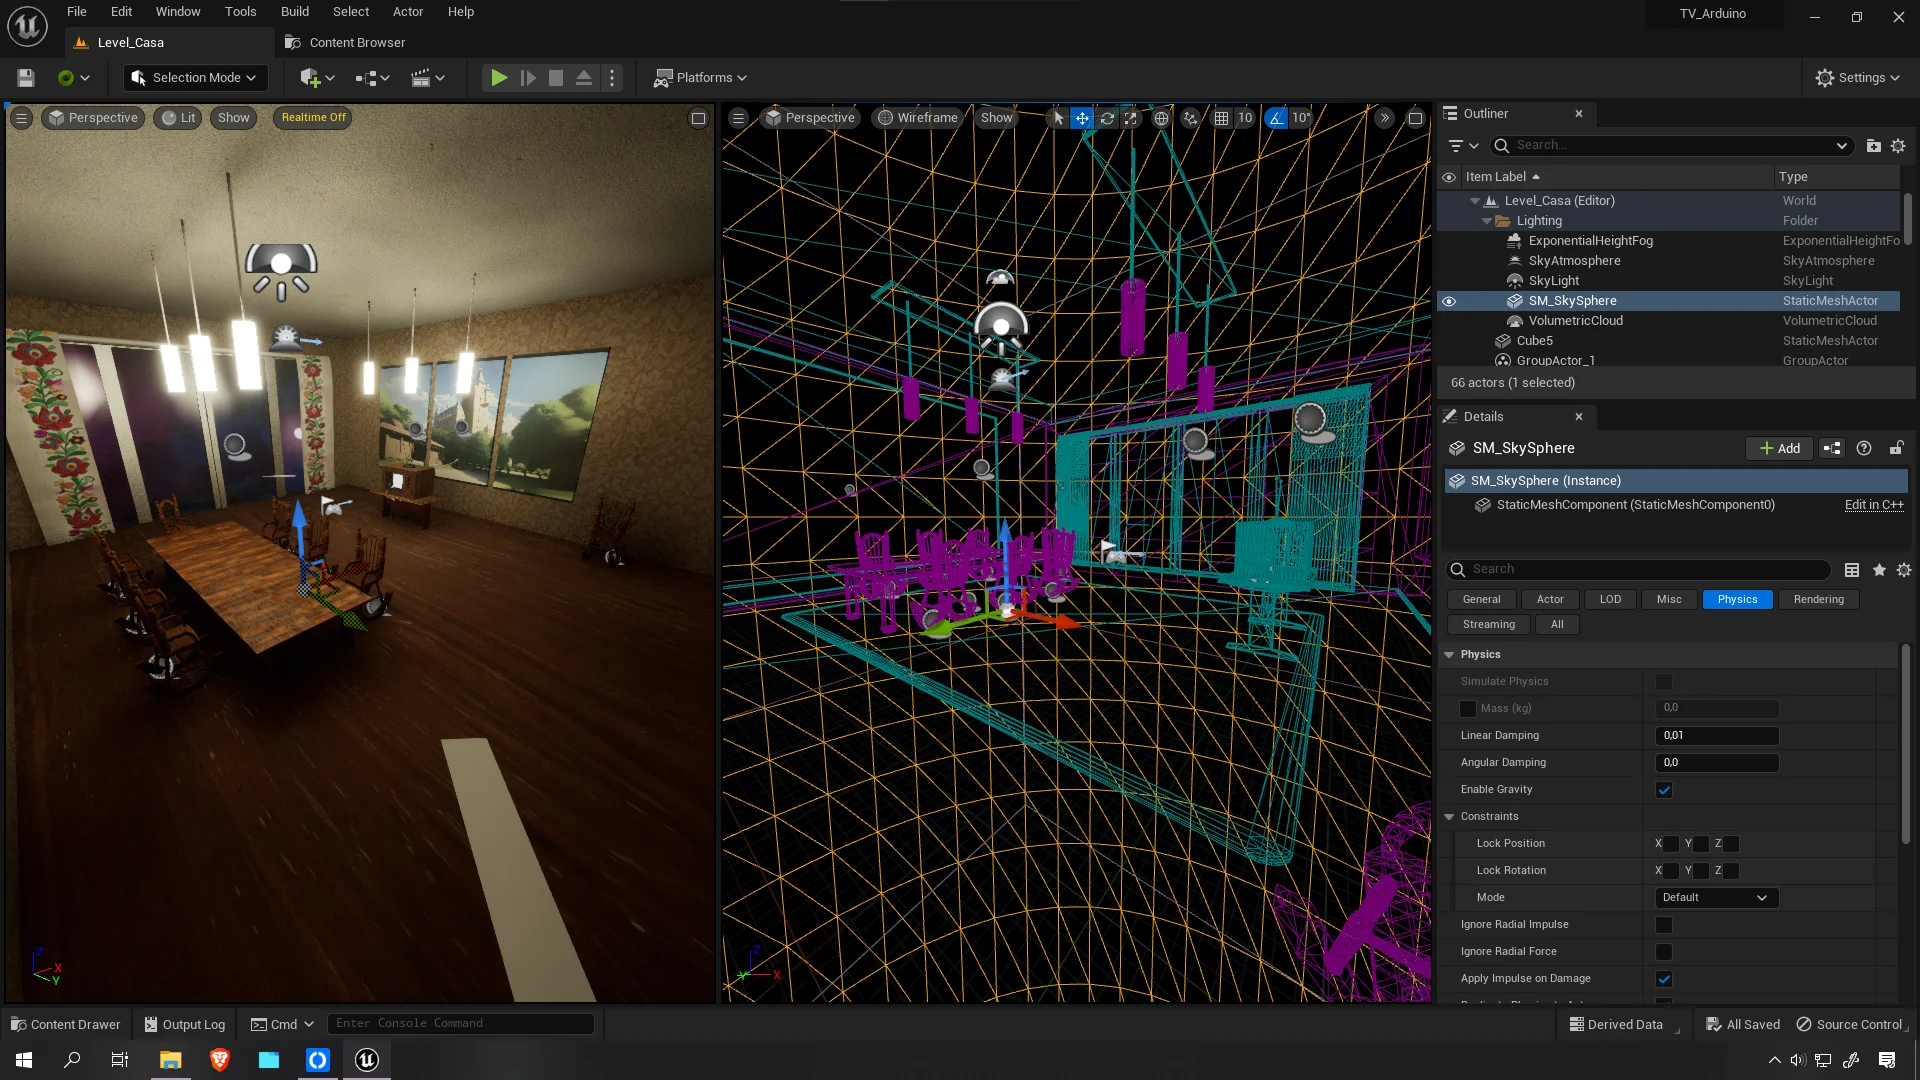 File Edit Window Tools Build Select Actor Help
TV_Arduino
Level_Casa
Content Browser
Selection Mode
Platforms
Settings
Perspective
Lit
Show
Realtime Off
Perspective
Wireframe
Show
10
10°
Outliner
Search...
Item Label
Type
Level_Casa (Editor) World
Lighting Folder
ExponentialHeightFog ExponentialHeightFo
SkyAtmosphere SkyAtmosphere
SkyLight SkyLight
SM_SkySphere StaticMeshActor
VolumetricCloud VolumetricCloud
Cube5 StaticMeshActor
GroupActor_1 GroupActor
66 actors (1 selected)
Details
SM_SkySphere
Add
SM_SkySphere (Instance)
StaticMeshComponent (StaticMeshComponent0) Edit in C++
Search
General Actor LOD Misc Physics Rendering
Streaming All
Physics
Simulate Physics
Mass (kg) 0,0
Linear Damping 0,01
Angular Damping 0,0
Enable Gravity
Constraints
Lock Position X Y Z
Lock Rotation X Y Z
Mode Default
Ignore Radial Impulse
Ignore Radial Force
Apply Impulse on Damage
Z
X
Y
Z
Y
X
Content Drawer
Output Log
Cmd
Enter Console Command
Derived Data
All Saved
Source Control